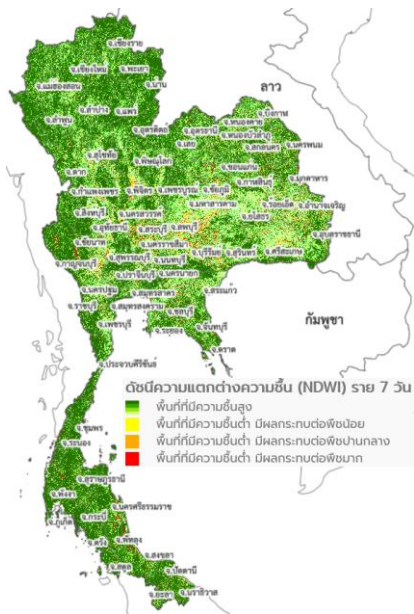 จ.เชียงราย
จ.เชียงใหม่
จ.พะเยา
จ.แม่ฮ่องสอน
จ.น่าน
ลาว
จ.ลำปาง
จ.แพร่
จ.ลำพูน
จ.บึงกาฬ
จ.หนองคาย
จ.อุตรดิตถ์
จ.อุดรธานี
จ.หนองบัวลำภู
จ.เลย
จ.สกลนคร
จ.นครพนม
จ.สุโขทัย
จ.พิษณุโลก
จ.ตาก
จ.ขอนแก่น
จ.กาฬสินธุ์
จ.มุกดาหาร
จ.กำแพงเพชร
จ.พิจิตร
จ.เพชรบูรณ์
จ.ชัยภูมิ
จ.มหาสารคาม
จ.ร้อยเอ็ด
จ.อำนาจเจริญ
จ.ยโสธร
จ.สิงห์บุรี
จ.นครสวรรค์
จ.อุทัยธานี
จ.สระบุรี
จ.ลพบุรี
จ.อุบลราชธานี
จ.ชัยนาท
จ.นครราชสีมา
จ.บุรีรัมย์
จ.สุรินทร์
จ.ศรีสะเกษ
จ.กาญจนบุรี
จ.สุพรรณบุรี
จ.นนทบุรี
จ.ปราจีนบุรี
จ.นครนายก
จ.นครปฐม
จ.สมุทรสาคร
จ.สระแก้ว
จ.ราชบุรี
จ.สมุทรสงคราม
จ.ชลบุรี
จ.เพชรบุรี
จ.ระยอง
จ.จันทบุรี
กัมพูชา
จ.ตราด
จ.ประจวบคีรีขันธ์
ดัชนีความแตกต่างความชื้น (NDWI) ราย 7 วัน
พื้นที่ที่มีความชื้นสูง
พื้นที่ที่มีความชื้นต่ำ มีผลกระทบต่อพืชน้อย
พื้นที่ที่มีความชื้นต่ำ มีผลกระทบต่อพืชปานกลาง
พื้นที่ที่มีความชื้นต่ำ มีผลกระทบต่อพืชมาก
จ.ชุมพร
จ.ระนอง
จ.สุราษฎร์ธานี
จ.พังงา
จ.นครศรีธรรมราช
จ.กระบี่
จ.ภูเก็ต
จ.ตรัง
จ.พัทลุง
จ.สงขลา
จ.สตูล
จ.ปัตตานี
จ.ยะลา
จ.นราธิวาส